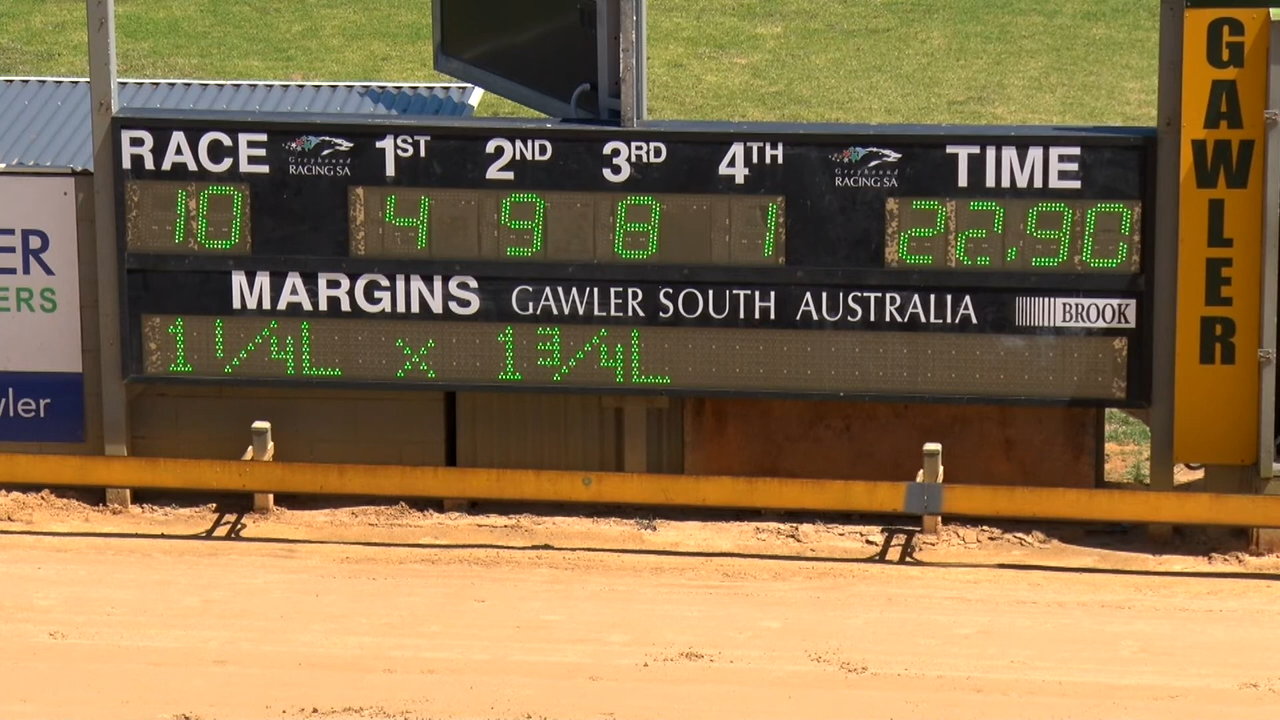 RACE 1ST 2ND 3RD 4TH TIME
Greyhound RACING SA
Greyhound RACING SA
10 4 9 8 1 22.90
MARGINS GAWLER SOUTH AUSTRALIA BROOK
1 1/4L x 1 3/4L
GAWLER
ER
ERS
ler